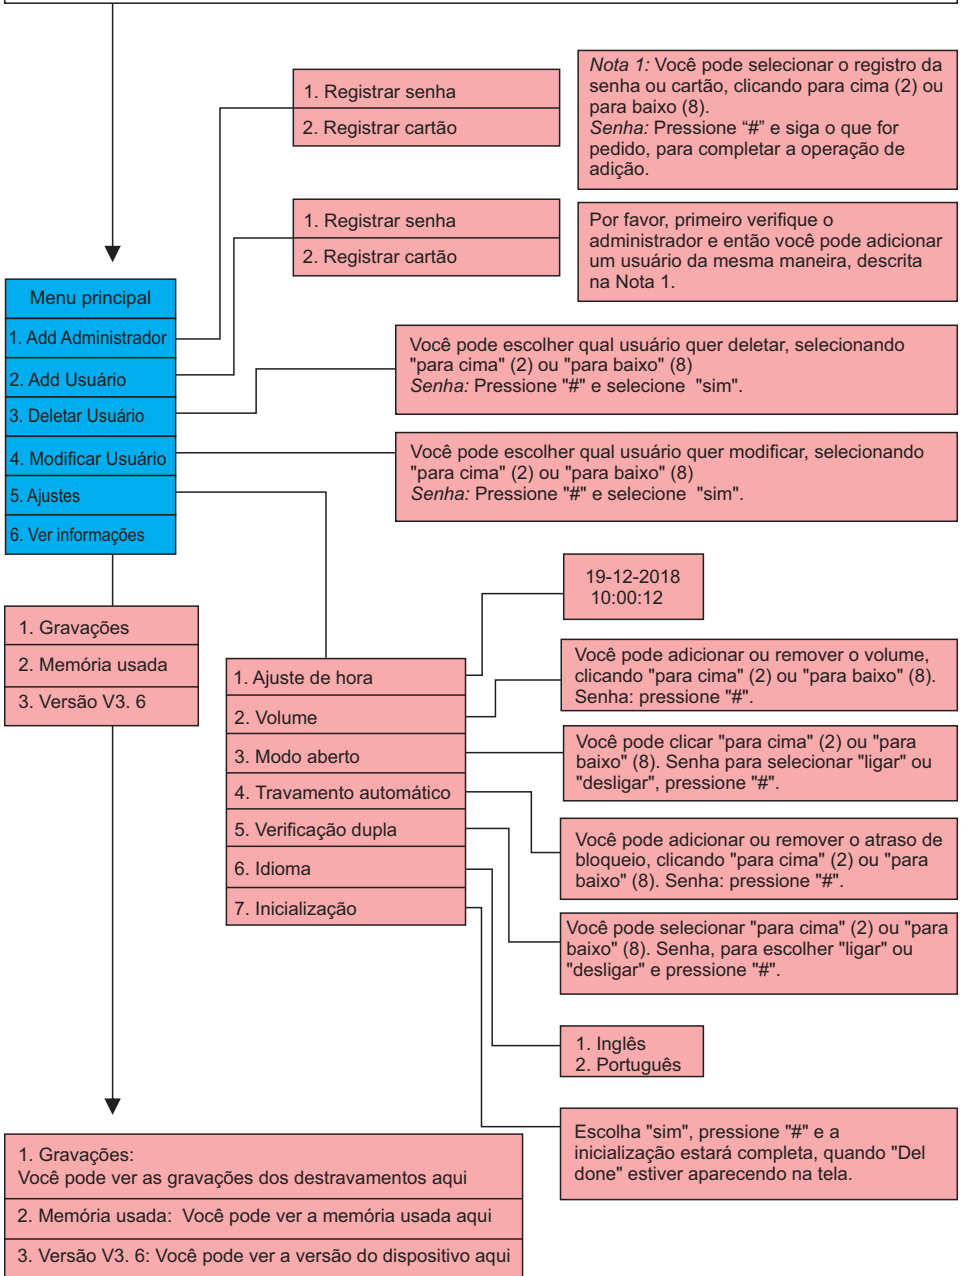 1. Registrar senha
2. Registrar cartão
Nota 1: Você pode selecionar o registro da
senha ou cartão, clicando para cima (2) ou
para baixo (8).
Senha: Pressione “#” e siga o que for
pedido, para completar a operação de
adição.
1. Registrar senha
2. Registrar cartão
Por favor, primeiro verifique o
administrador e então você pode adicionar
um usuário da mesma maneira, descrita
na Nota 1.
Menu principal
1. Add Administrador
2. Add Usuário
3. Deletar Usuário
4. Modificar Usuário
5. Ajustes
6. Ver informações
Você pode escolher qual usuário quer deletar, selecionando
"para cima" (2) ou "para baixo" (8)
Senha: Pressione "#" e selecione "sim".
Você pode escolher qual usuário quer modificar, selecionando
"para cima" (2) ou "para baixo" (8)
Senha: Pressione "#" e selecione "sim".
1. Gravações
2. Memória usada
3. Versão V3. 6
1. Ajuste de hora
2. Volume
3. Modo aberto
4. Travamento automático
5. Verificação dupla
6. Idioma
7. Inicialização
19-12-2018
10:00:12
Você pode adicionar ou remover o volume,
clicando "para cima" (2) ou "para baixo" (8).
Senha: pressione "#".
Você pode clicar "para cima" (2) ou "para
baixo" (8). Senha para selecionar "ligar" ou
"desligar", pressione "#".
Você pode adicionar ou remover o atraso de
bloqueio, clicando "para cima" (2) ou "para
baixo" (8). Senha: pressione "#".
Você pode selecionar "para cima" (2) ou "para
baixo" (8). Senha, para escolher "ligar" ou
"desligar" e pressione "#".
1. Inglês
2. Português
Escolha "sim", pressione "#" e a
inicialização estará completa, quando "Del
done" estiver aparecendo na tela.
1. Gravações:
Você pode ver as gravações dos destravamentos aqui
2. Memória usada: Você pode ver a memória usada aqui
3. Versão V3. 6: Você pode ver a versão do dispositivo aqui